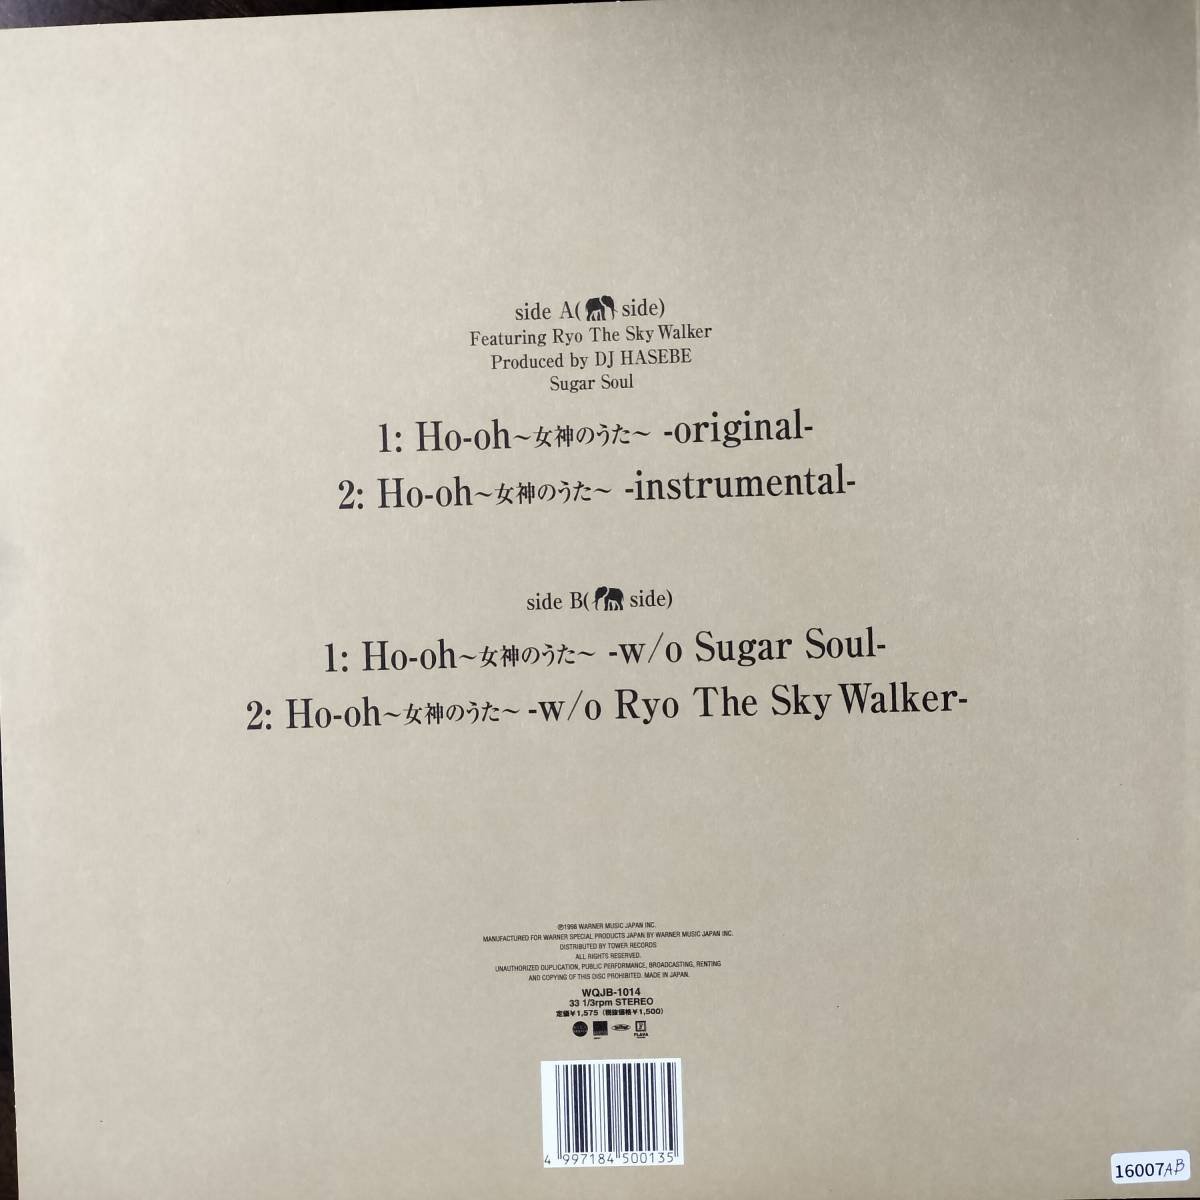 side A( side)
Featuring Ryo The Sky Walker
Produced by DJ HASEBE
Sugar Soul
1: Ho-oh〜女神のうた〜 -original-
2: Ho-oh〜女神のうた〜 -instrumental-
side B( side)
1: Ho-oh〜女神のうた〜 -w/o Sugar Soul-
2: Ho-oh〜女神のうた〜 -w/o Ryo The Sky Walker-
℗1998 WARNER MUSIC JAPAN INC.
MANUFACTURED FOR WARNER SPECIAL PRODUCTS JAPAN BY WARNER MUSIC JAPAN INC.
DISTRIBUTED BY TOWER RECORDS
ALL RIGHTS RESERVED.
UNAUTHORIZED DUPLICATION, PUBLIC PERFORMANCE, BROADCASTING, RENTING
AND COPYING OF THIS DISC PROHIBITED. MADE IN JAPAN.
WQJB-1014
33 1/3rpm STEREO
定価¥1,575 (税抜価格¥1,500)
4 997184 500135
16007AB